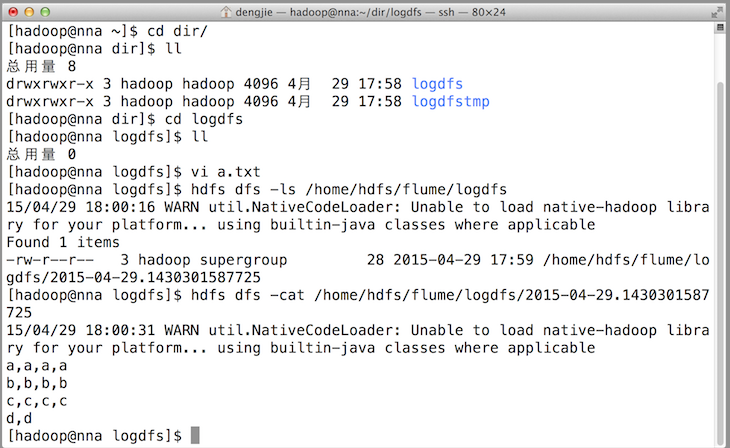 dengjie — hadoop@nna:~/dir/logdfs — ssh — 80×24
[hadoop@nna ~]$ cd dir/
[hadoop@nna dir]$ ll
总用量 8
drwxrwxr-x 3 hadoop hadoop 4096 4月  29 17:58 logdfs
drwxrwxr-x 3 hadoop hadoop 4096 4月  29 17:58 logdfstmp
[hadoop@nna dir]$ cd logdfs
[hadoop@nna logdfs]$ ll
总用量 0
[hadoop@nna logdfs]$ vi a.txt
[hadoop@nna logdfs]$ hdfs dfs -ls /home/hdfs/flume/logdfs
15/04/29 18:00:16 WARN util.NativeCodeLoader: Unable to load native-hadoop libra
ry for your platform... using builtin-java classes where applicable
Found 1 items
-rw-r--r--   3 hadoop supergroup         28 2015-04-29 17:59 /home/hdfs/flume/lo
gdfs/2015-04-29.1430301587725
[hadoop@nna logdfs]$ hdfs dfs -cat /home/hdfs/flume/logdfs/2015-04-29.1430301587
725
15/04/29 18:00:31 WARN util.NativeCodeLoader: Unable to load native-hadoop libra
ry for your platform... using builtin-java classes where applicable
a,a,a,a
b,b,b,b
c,c,c,c
d,d
[hadoop@nna logdfs]$